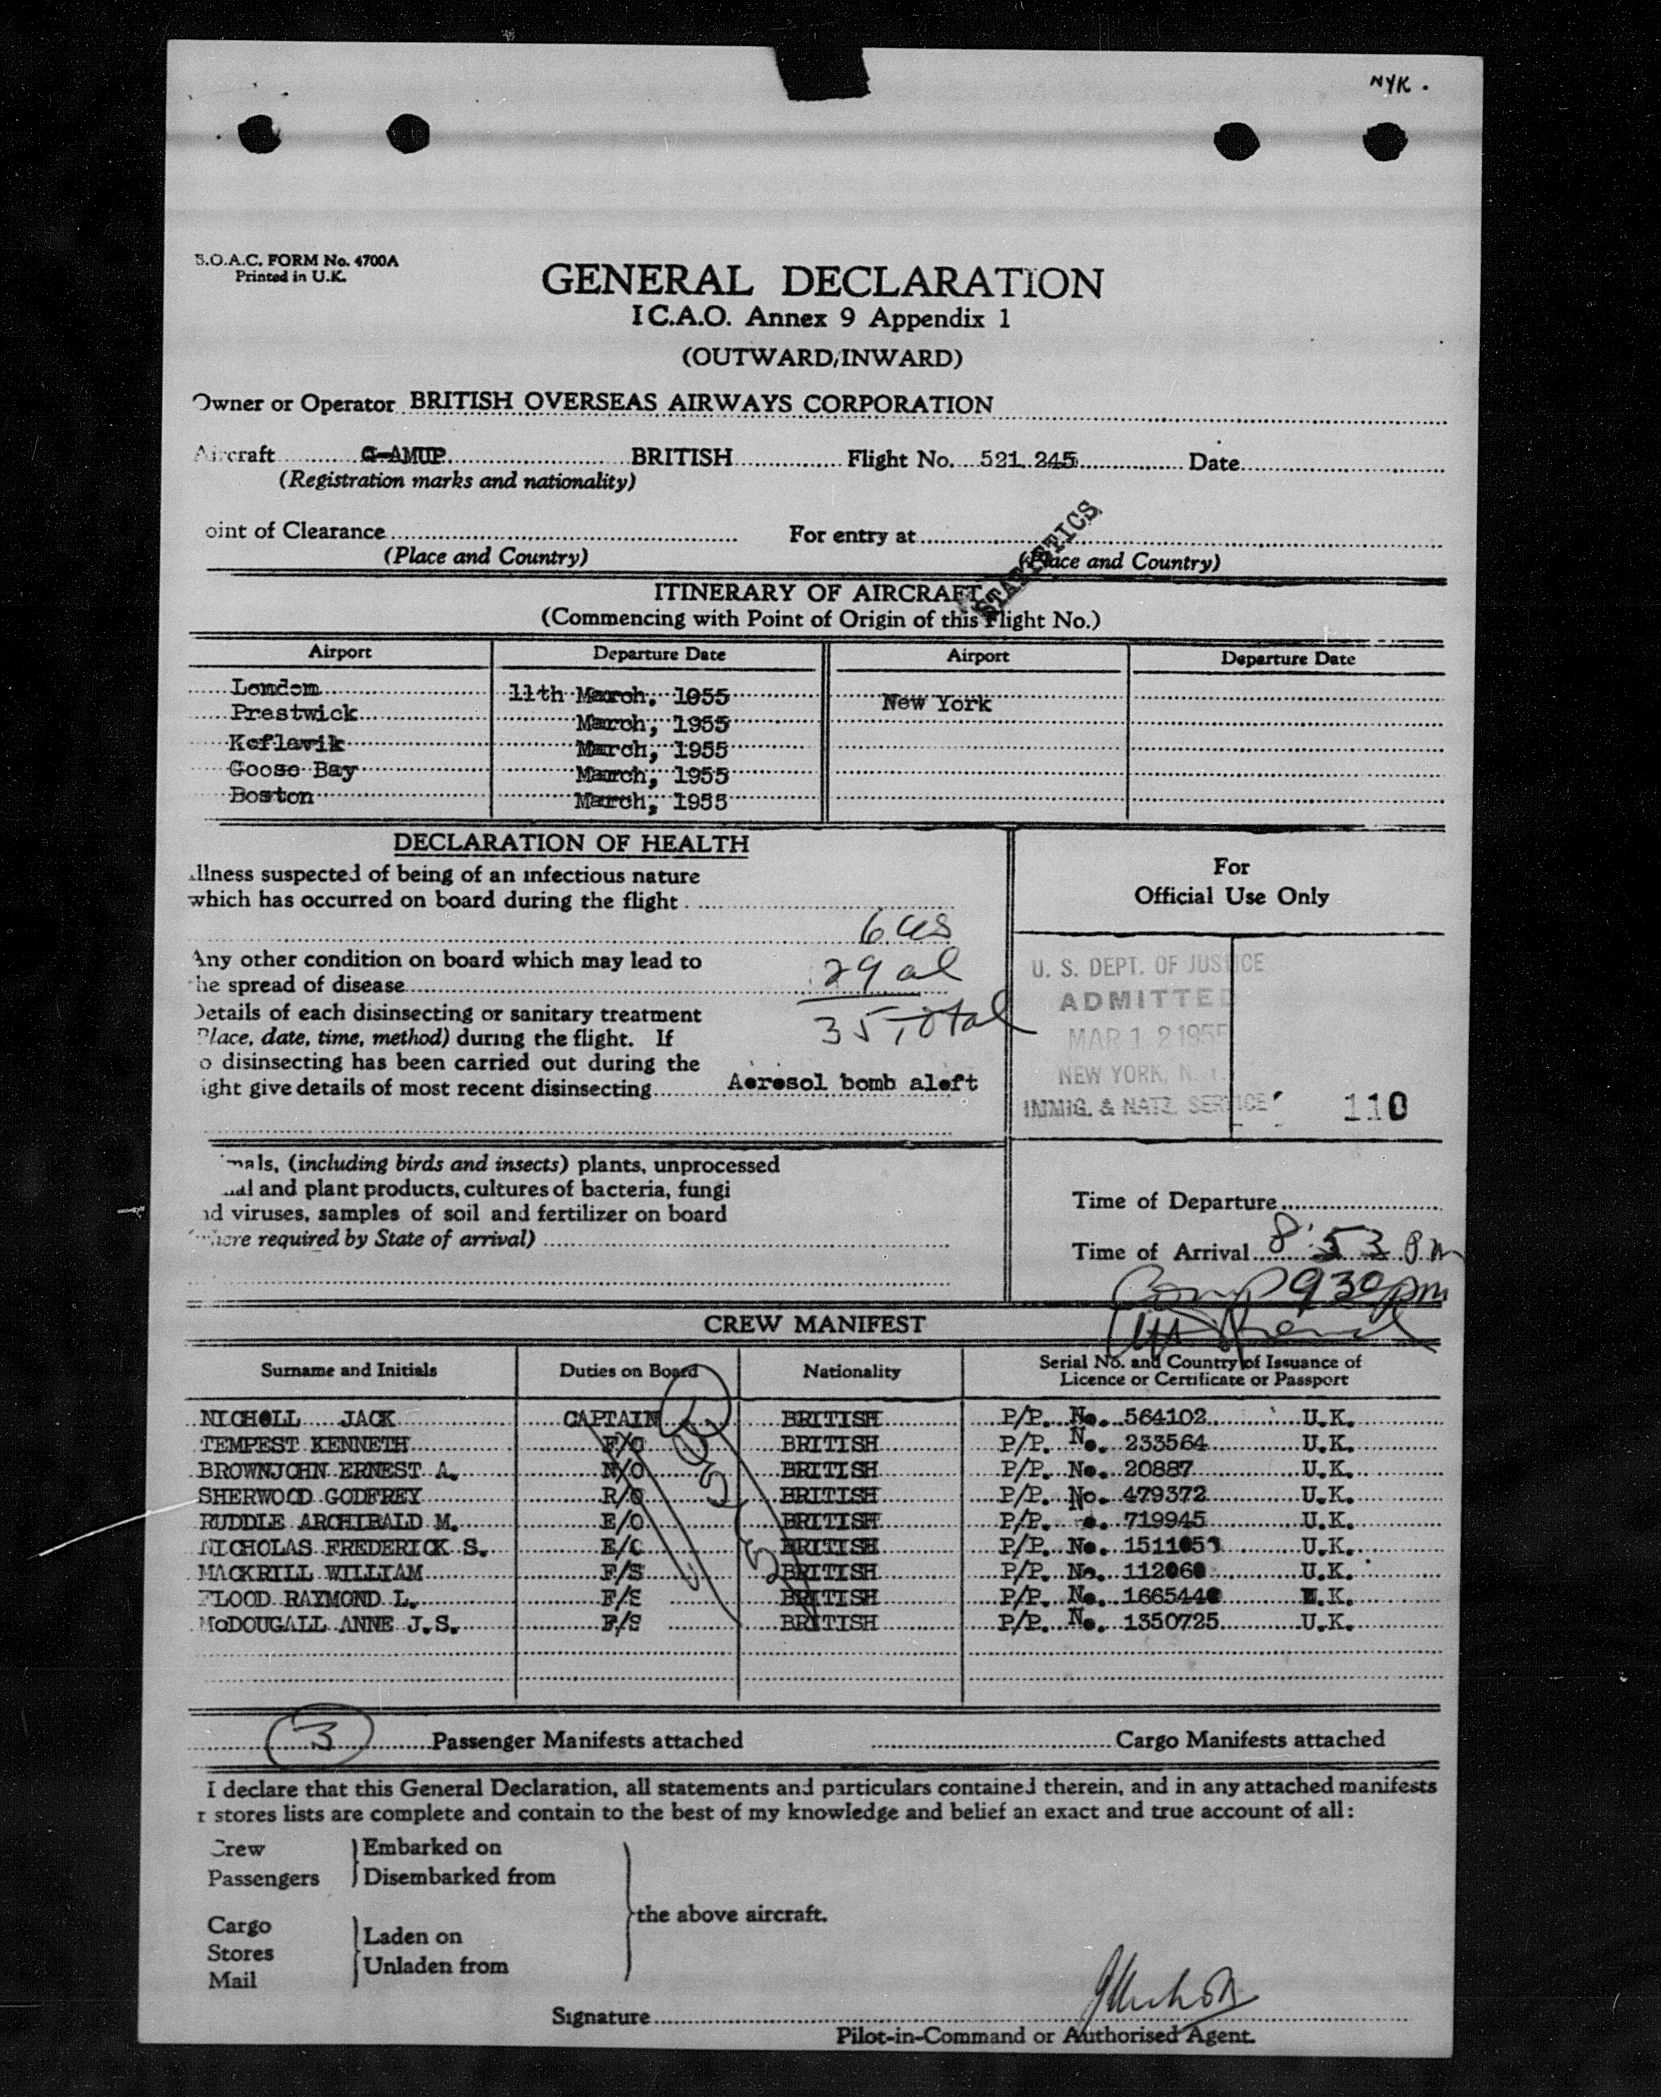 NYK.
B.O.A.C. FORM No. 4700A
Printed in U.K.
GENERAL DECLARATION
I C.A.O. Annex 9 Appendix 1
(OUTWARD/INWARD)
Owner or Operator BRITISH OVERSEAS AIRWAYS CORPORATION
Aircraft G-AMUP BRITISH Flight No. 521 245 Date
(Registration marks and nationality)
oint of Clearance For entry at
(Place and Country) (Place and Country)
STATISTICS
ITINERARY OF AIRCRAFT
(Commencing with Point of Origin of this Flight No.)
Airport Departure Date Airport Departure Date
London 11th March, 1955 New York
Prestwick March, 1955
Keflavik March, 1955
Goose Bay March, 1955
Boston March, 1955
DECLARATION OF HEALTH
llness suspected of being of an infectious nature
which has occurred on board during the flight
6 us
Any other condition on board which may lead to
he spread of disease
29 al
Details of each disinsecting or sanitary treatment
35 Total
Place, date, time, method) during the flight. If
o disinsecting has been carried out during the
ight give details of most recent disinsecting Aerosol bomb aloft
For
Official Use Only
U. S. DEPT. OF JUSTICE
ADMITTED
MAR 12 1955
NEW YORK, N.Y.
IMMIG. & NATZ. SERVICE
110
mals, (including birds and insects) plants, unprocessed
al and plant products, cultures of bacteria, fungi
nd viruses, samples of soil and fertilizer on board
where required by State of arrival)
Time of Departure
Time of Arrival 8:53 pm
Comp 930pm
CREW MANIFEST
Surname and Initials Duties on Board Nationality Serial No. and Country of Issuance of
Licence or Certificate or Passport
NICHOLL JACK CAPTAIN BRITISH P/P. No. 564102 U.K.
TEMPEST KENNETH F/O BRITISH P/P. No. 233564 U.K.
BROWNJOHN ERNEST A. N/O BRITISH P/P. No. 20887 U.K.
SHERWOOD GODFREY R/O BRITISH P/P. No. 479372 U.K.
RUDDLE ARCHIBALD M. E/O BRITISH P/P. 719945 U.K.
NICHOLAS FREDERICK S. E/O BRITISH P/P. No. 1511059 U.K.
MACKRILL WILLIAM F/S BRITISH P/P. No. 112060 U.K.
FLOOD RAYMOND L. F/S BRITISH P/P. No. 1665440 U.K.
McDOUGALL ANNE J.S. F/S BRITISH P/P. No. 1350725 U.K.
3 Passenger Manifests attached Cargo Manifests attached
I declare that this General Declaration, all statements and particulars contained therein, and in any attached manifests
r stores lists are complete and contain to the best of my knowledge and belief an exact and true account of all:
Crew Embarked on
Passengers Disembarked from
the above aircraft.
Cargo Laden on
Stores
Unladen from
Mail
Signature
Pilot-in-Command or Authorised Agent.